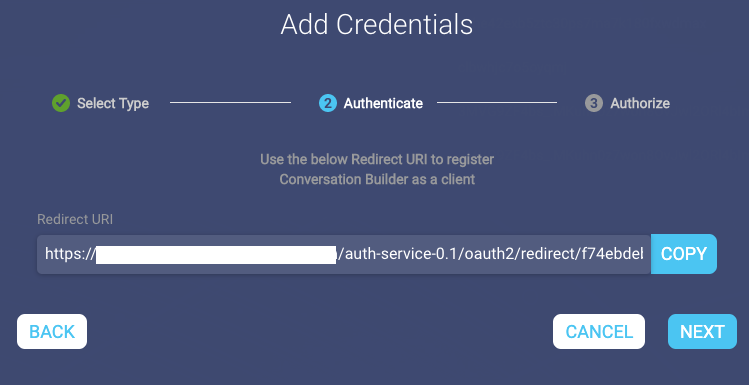 Add Credentials
Select Type
2 Authenticate
3 Authorize
Use the below Redirect URI to register
Conversation Builder as a client
Redirect URI
https:// /auth-service-0.1/oauth2/redirect/f74ebdel
COPY
BACK
CANCEL
NEXT